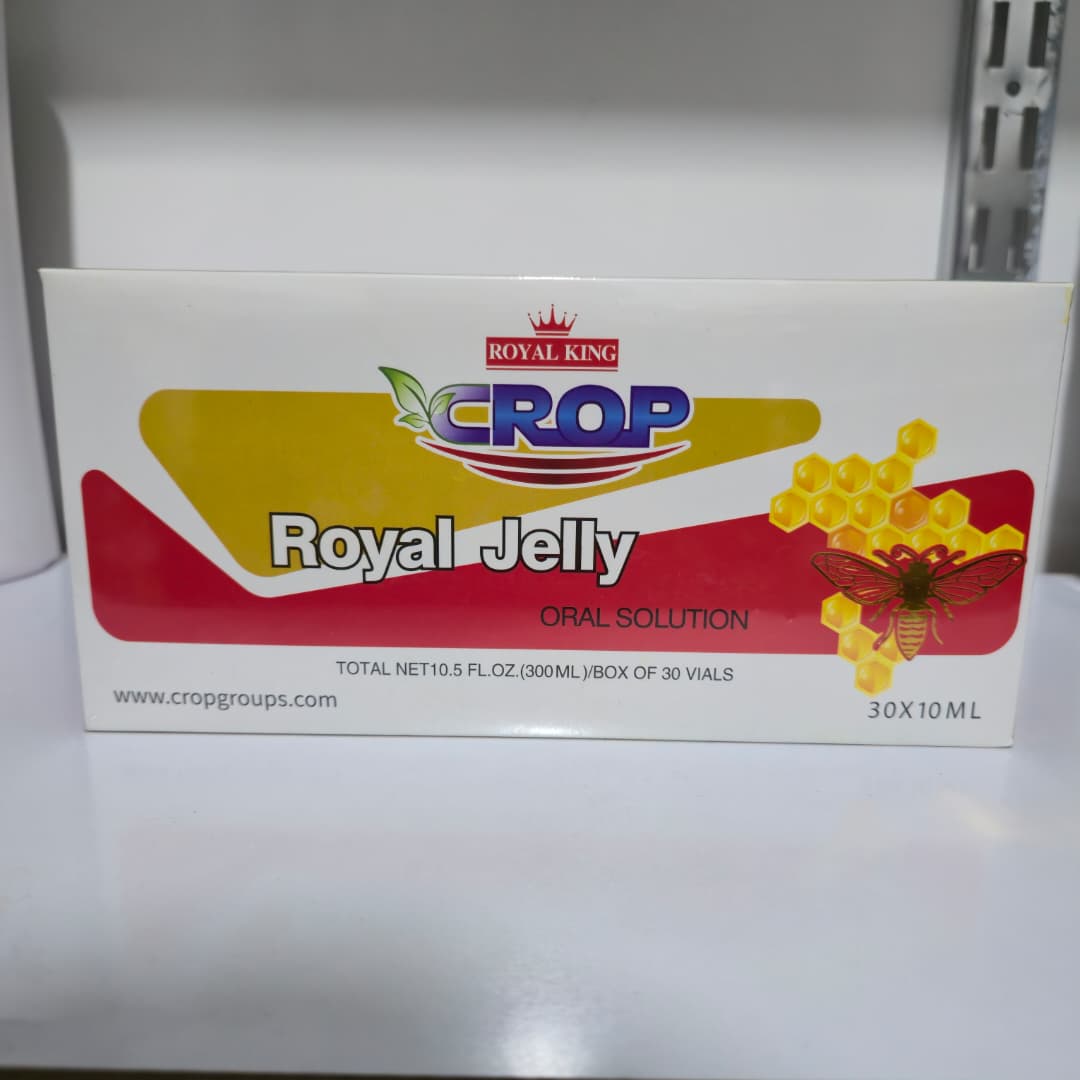 ROYAL KING
CROP
Royal Jelly
ORAL SOLUTION
TOTAL NET10.5 FL.OZ.(300ML)/BOX OF 30 VIALS
www.cropgroups.com
30X10ML